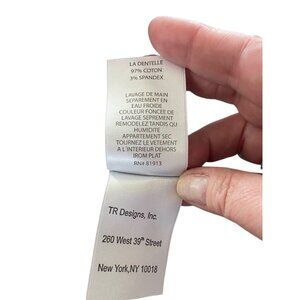 LA DENTELLE
97% COTON
3% SPANDEX
LAVAGE DE MAIN
SEPAREMENT EN
EAU FROIDE
COULEUR FONCEE DE
LAVAGE SEPREMENT
REMODELEZ TANDIS QU
HUMIDITE
APPARTEMENT SEC
TOURNEZ LE VETEMENT
A L'INTERIEUR DEHORS
IROM PLAT
RN# 81913
TR Designs, Inc.
260 West 39th Street
New York,NY 10018